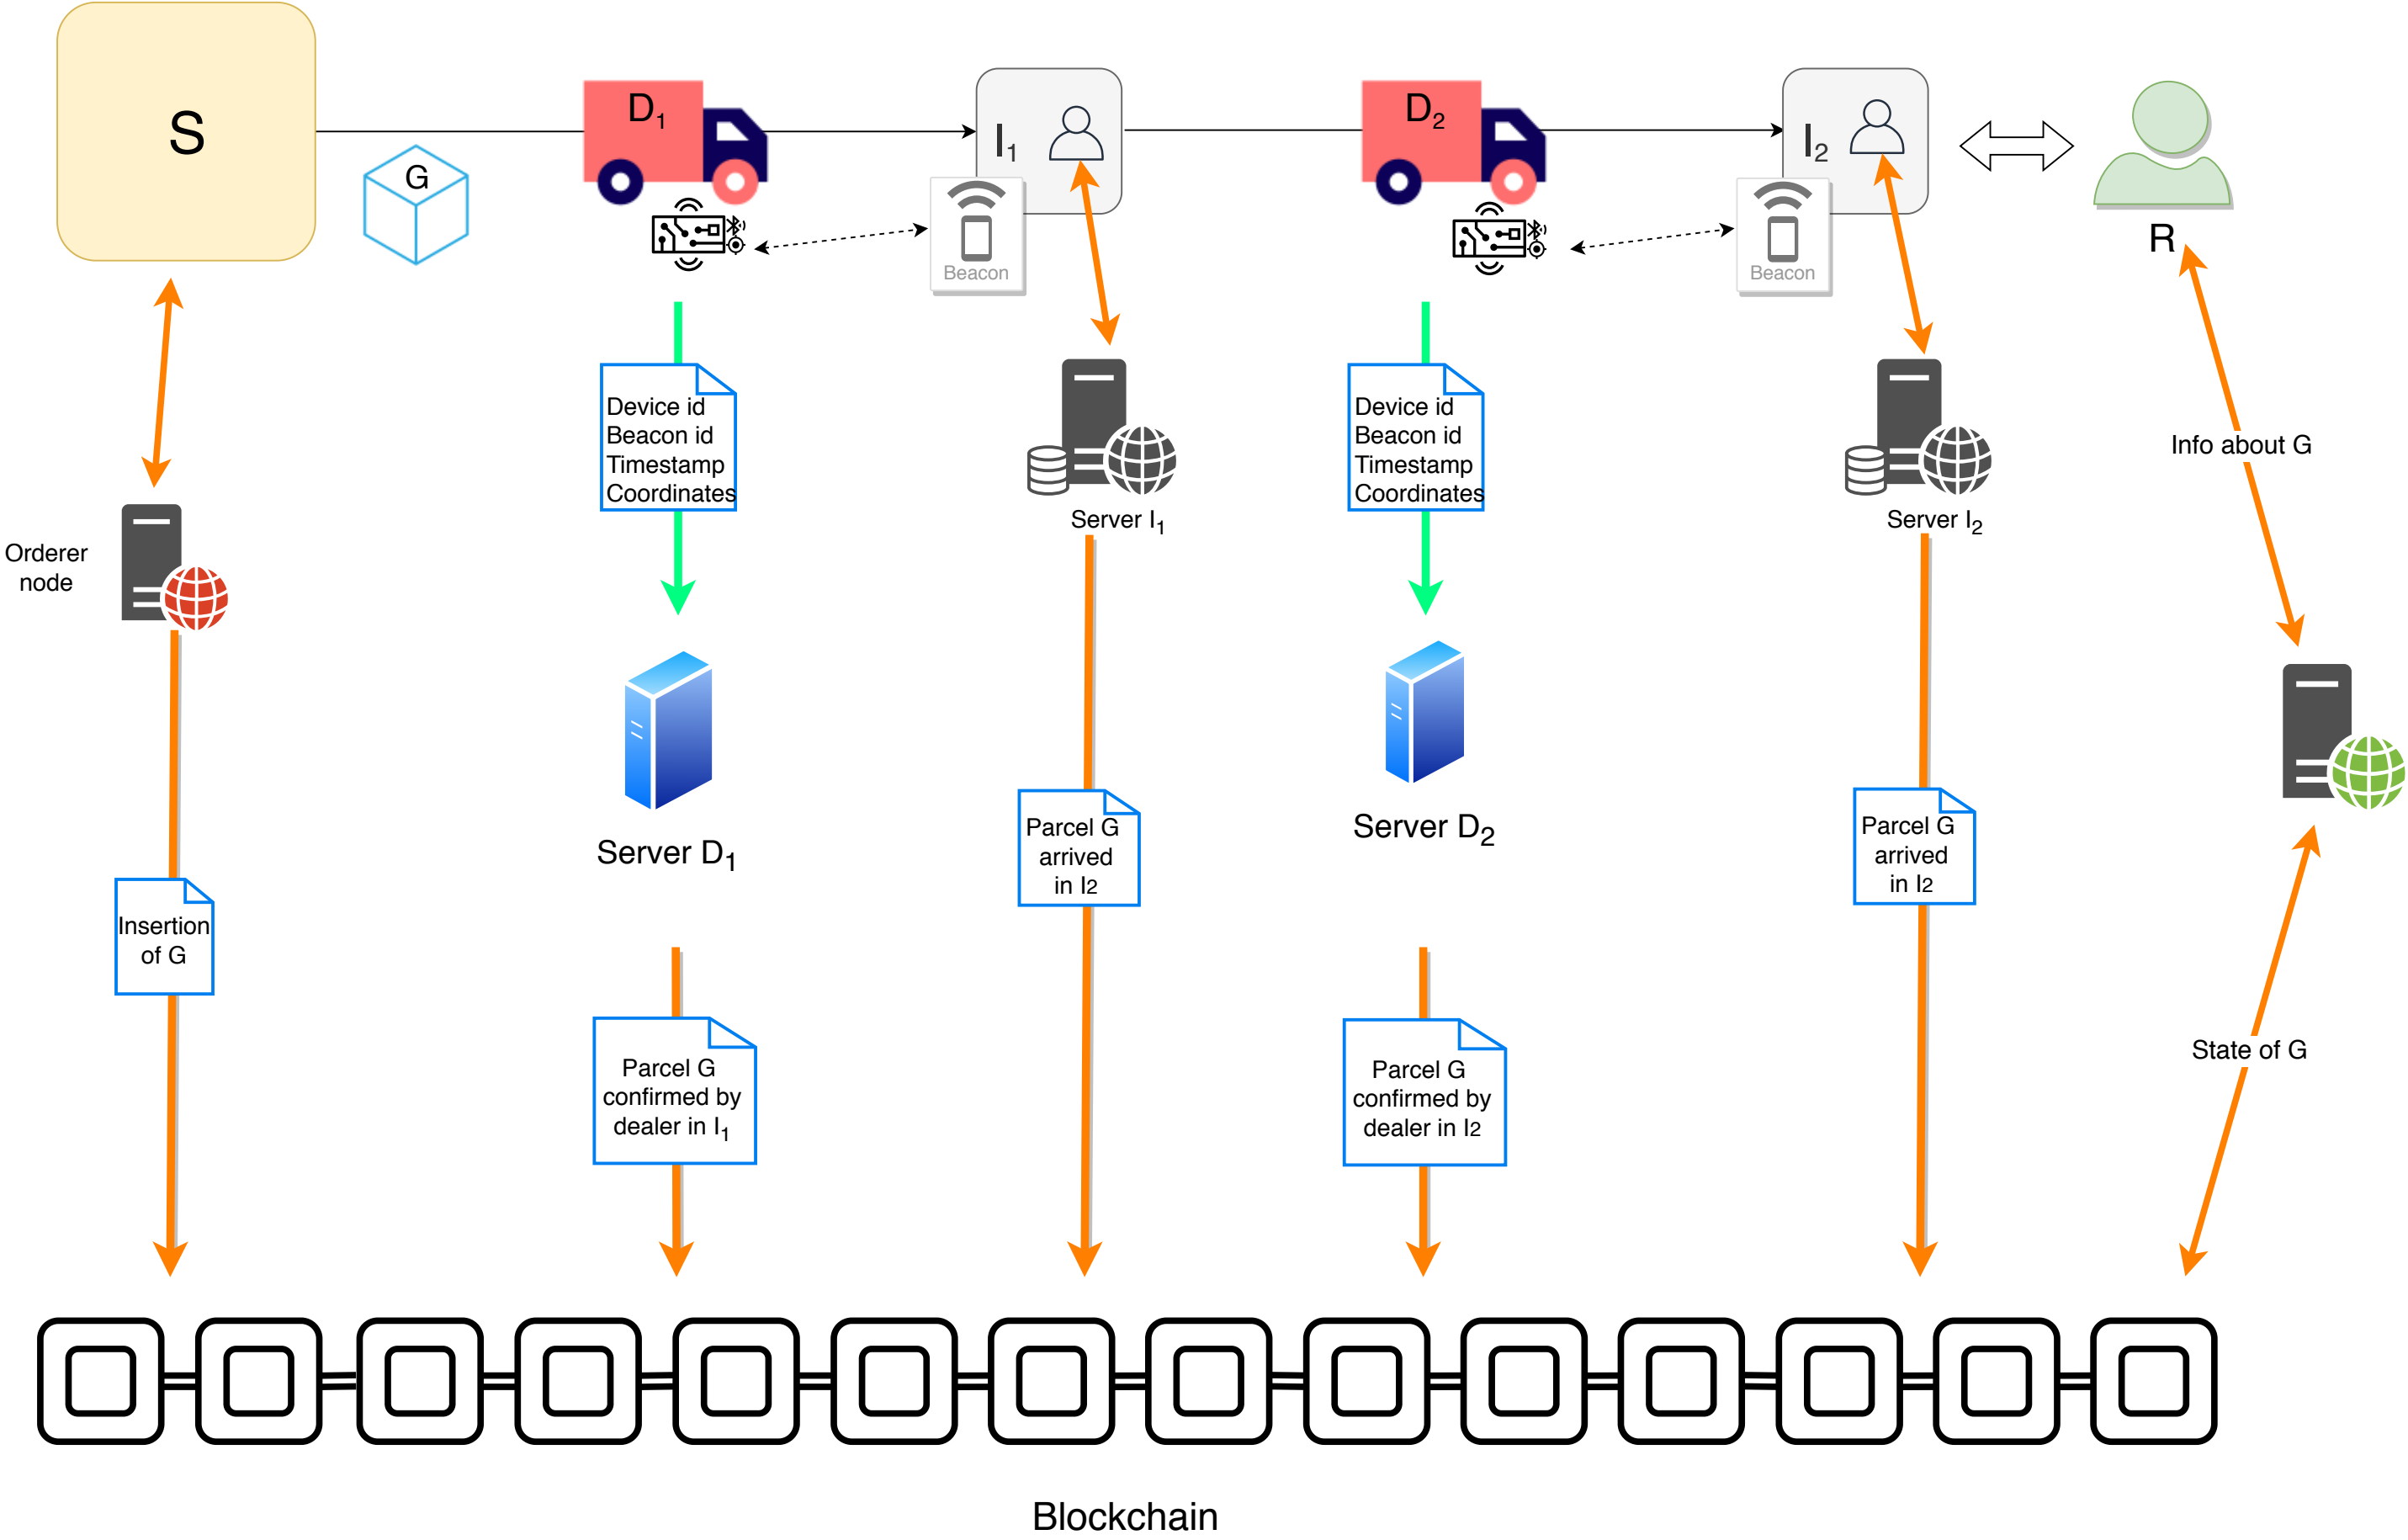 S
G
D1
I1
Beacon
D2
I2
Beacon
R
Orderer
node
Device id
Beacon id
Timestamp
Coordinates
Server I1
Device id
Beacon id
Timestamp
Coordinates
Server I2
Info about G
Server D1
Server D2
Insertion
of G
Parcel G
confirmed by
dealer in I1
Parcel G
arrived
in I2
Parcel G
confirmed by
dealer in I2
Parcel G
arrived
in I2
State of G
Blockchain